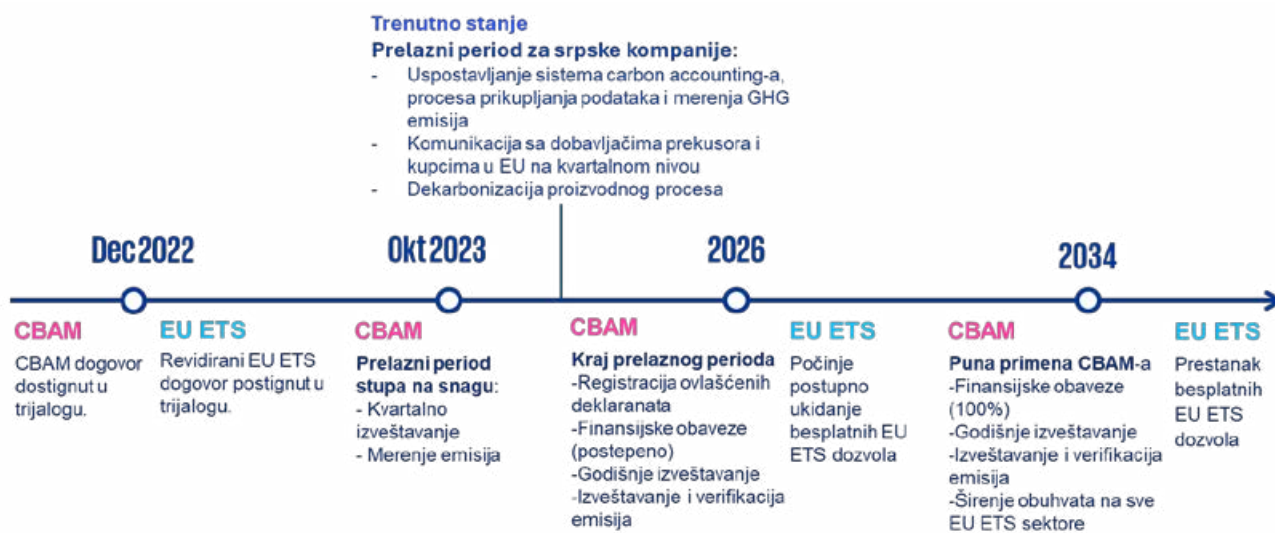 Trenutno stanje
Prelazni period za srpske kompanije:
- Uspostavljanje sistema carbon accounting-a,
procesa prikupljanja podataka i merenja GHG
emisija
- Komunikacija sa dobavljačima prekusora i
kupcima u EU na kvartalnom nivou
- Dekarbonizacija proizvodnog procesa
Dec 2022
Okt 2023
2026
2034
CBAM
CBAM dogovor
dostignut u
trijalogu.
EU ETS
Revidirani EU ETS
dogovor postignut u
trijalogu.
CBAM
Prelazni period
stupa na snagu:
- Kvartalno
izveštavanje
- Merenje emisija
CBAM
Kraj prelaznog perioda
-Registracija ovlašćenih
deklaranata
-Finansijske obaveze
(postepeno)
-Godišnje izveštavanje
-Izveštavanje i verifikacija
emisija
EU ETS
Počinje
postupno
ukidanje
besplatnih EU
ETS dozvola
CBAM
Puna primena CBAM-a
-Finansijske obaveze
(100%)
-Godišnje izveštavanje
-Izveštavanje i verifikacija
emisija
-Širenje obuhvata na sve
EU ETS sektore
EU ETS
Prestanak
besplatnih
EU ETS
dozvola